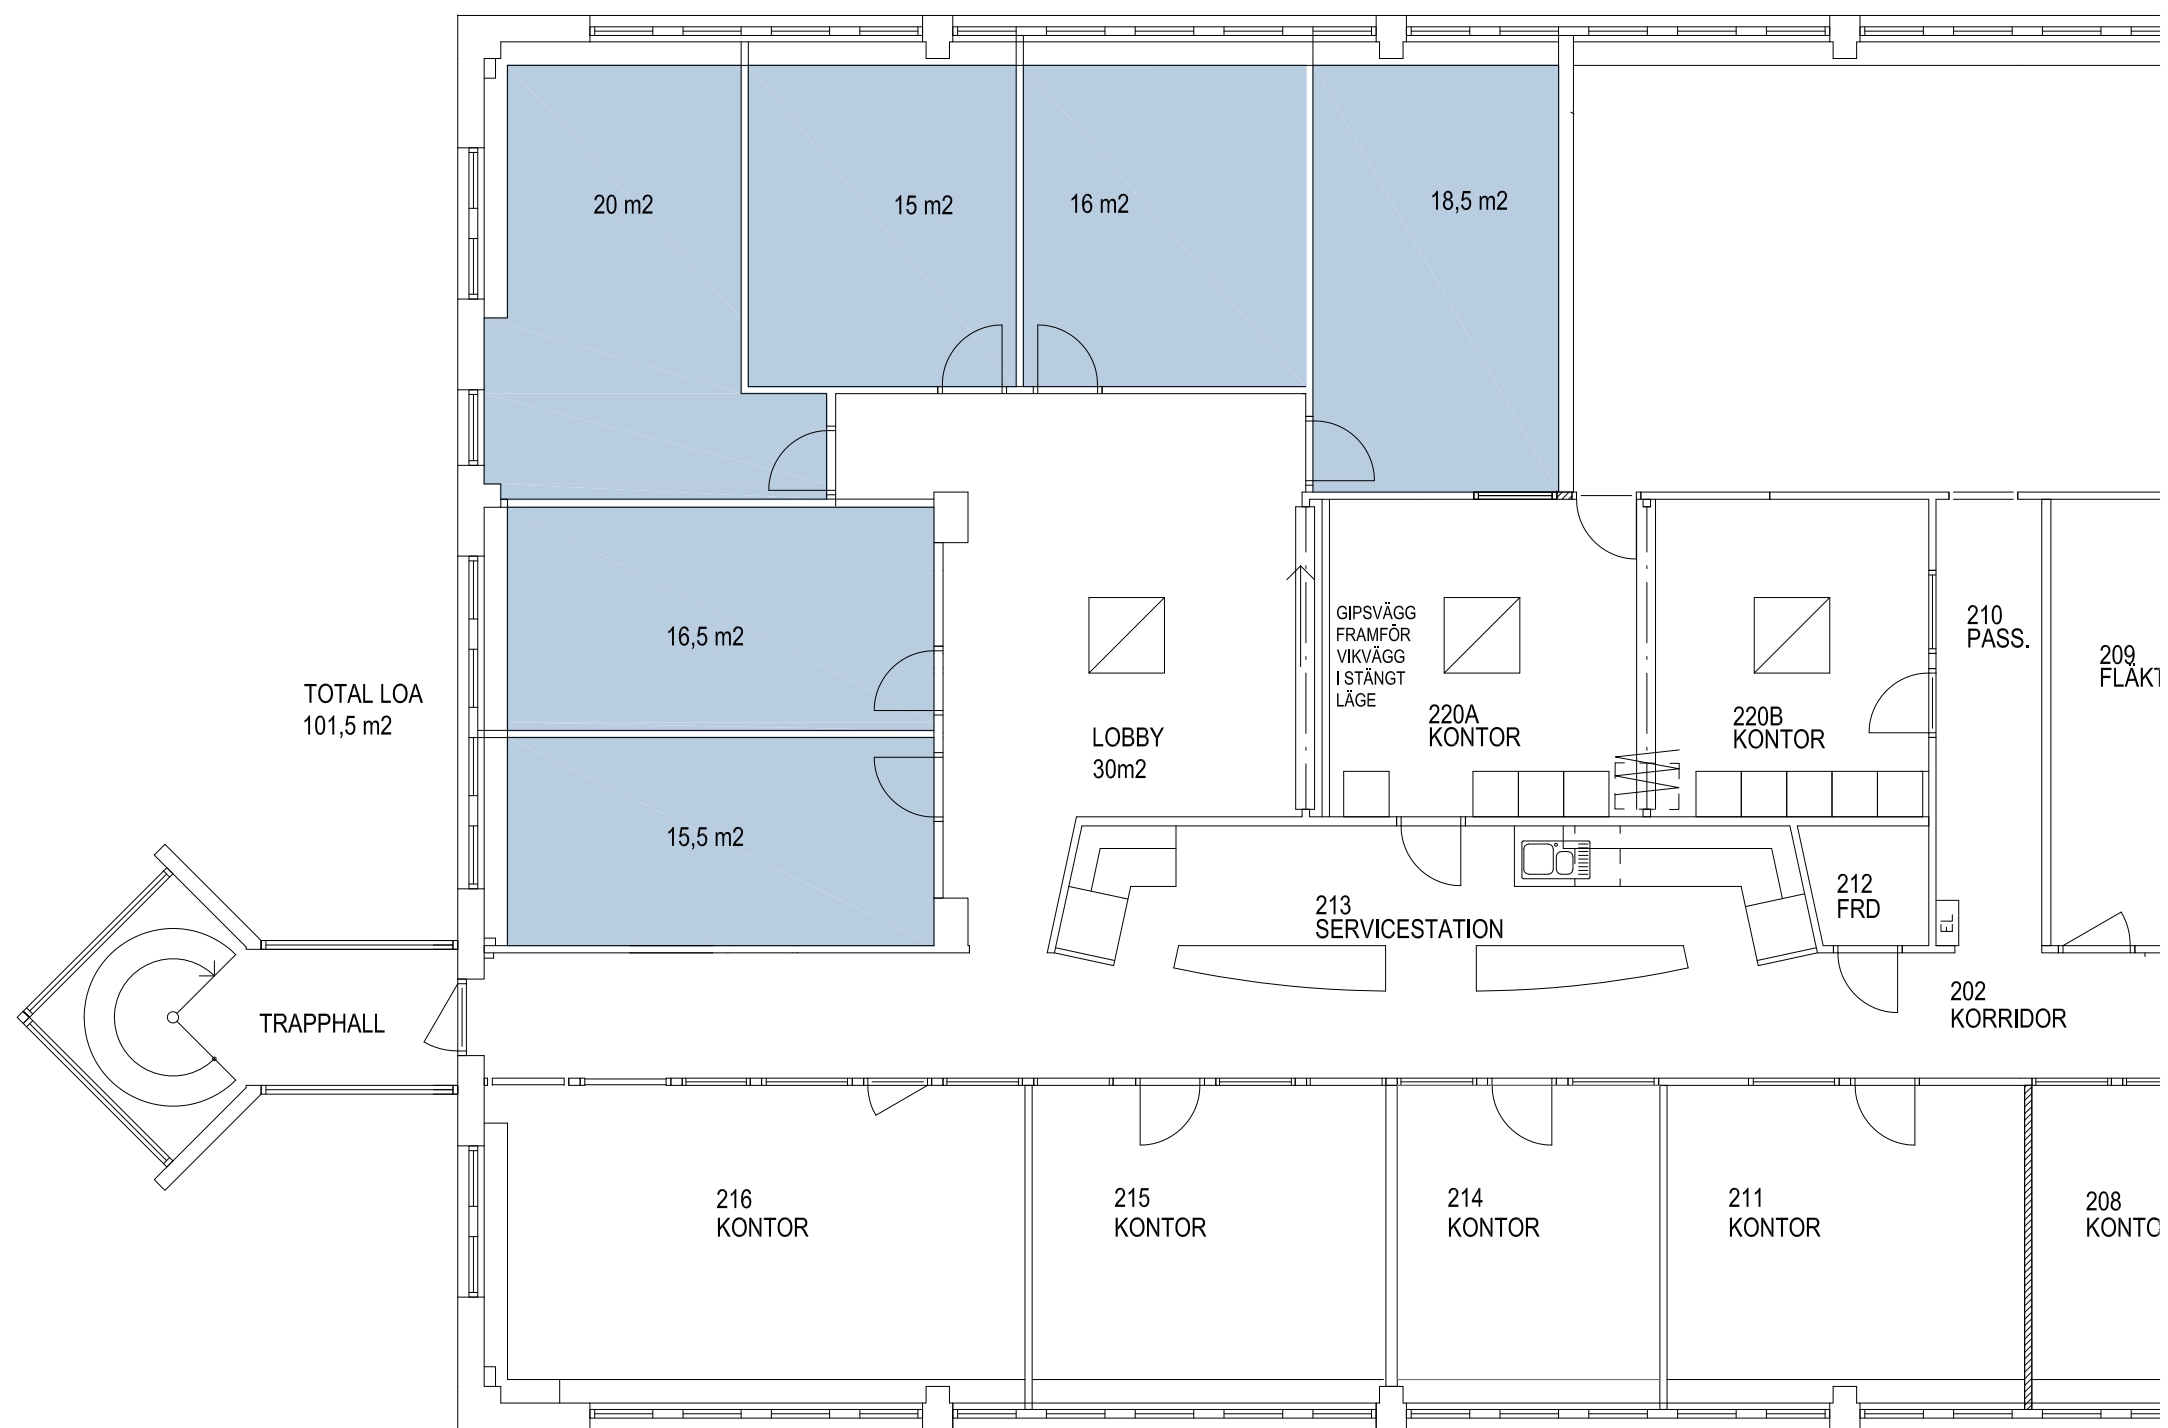 20 m2
15 m2
16 m2
18,5 m2
16,5 m2
TOTAL LOA
101,5 m2
15,5 m2
LOBBY
30m2
GIPSVÄGG
FRAMFÖR
VIKVÄGG
I STÄNGT
LÄGE
220A
KONTOR
220B
KONTOR
210
PASS.
209
FLÄKT
213
SERVICESTATION
212
FRD
EL
202
KORRIDOR
TRAPPHALL
216
KONTOR
215
KONTOR
214
KONTOR
211
KONTOR
208
KONTO